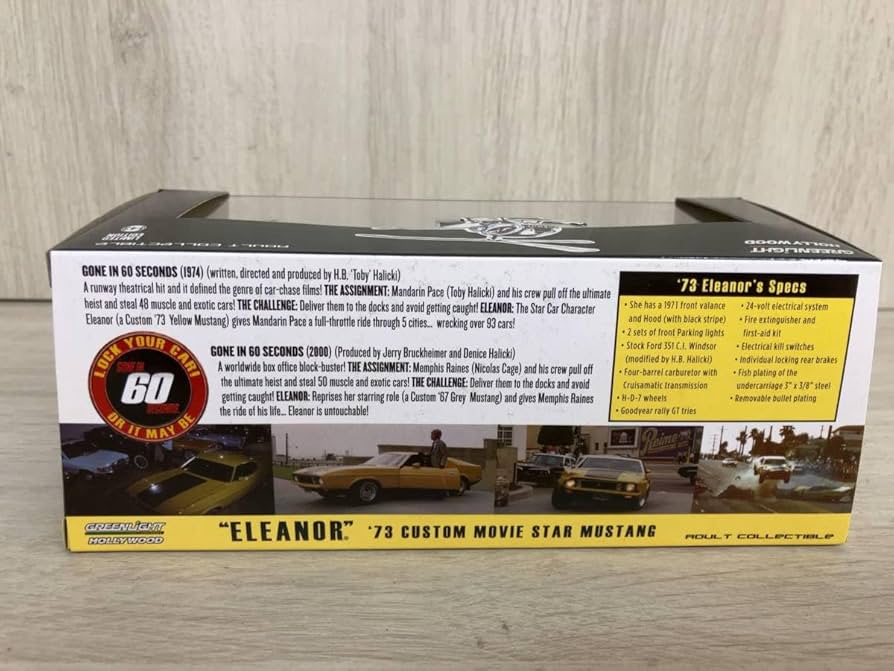 LIMITED
EDITION
ADULT COLLECTIBLE
GREENLIGHT
HOLLYWOOD
GONE IN 60 SECONDS (1974) (written, directed and produced by H.B. 'Toby' Halicki)
A runway theatrical hit and it defined the genre of car-chase films! THE ASSIGNMENT: Mandarin Pace (Toby Halicki) and his crew pull off the ultimate
heist and steal 48 muscle and exotic cars! THE CHALLENGE: Deliver them to the docks and avoid getting caught! ELEANOR: The Star Car Character
Eleanor (a Custom '73 Yellow Mustang) gives Mandarin Pace a full-throttle ride through 5 cities... wrecking over 93 cars!
LOCK YOUR CAR!
GONE IN
60
SECONDS
OR IT MAY BE
GONE IN 60 SECONDS (2000) (Produced by Jerry Bruckheimer and Denice Halicki)
A worldwide box office block-buster! THE ASSIGNMENT: Memphis Raines (Nicolas Cage) and his crew pull off
the ultimate heist and steal 50 muscle and exotic cars! THE CHALLENGE: Deliver them to the docks and avoid
getting caught! ELEANOR: Reprises her starring role (a Custom '67 Grey Mustang) and gives Memphis Raines
the ride of his life... Eleanor is untouchable!
'73 Eleanor's Specs
• She has a 1971 front valance
and Hood (with black stripe)
• 2 sets of front Parking lights
• Stock Ford 351 C.I. Windsor
(modified by H.B. Halicki)
• Four-barrel carburetor with
Cruisamatic transmission
• H-D-7 wheels
• Goodyear rally GT tries
• 24-volt electrical system
• Fire extinguisher and
first-aid kit
• Electrical kill switches
• Individual locking rear brakes
• Fish plating of the
undercarriage 3" x 3/8" steel
• Removable bullet plating
GREENLIGHT
HOLLYWOOD
"ELEANOR"® '73 CUSTOM MOVIE STAR MUSTANG
ADULT COLLECTIBLE